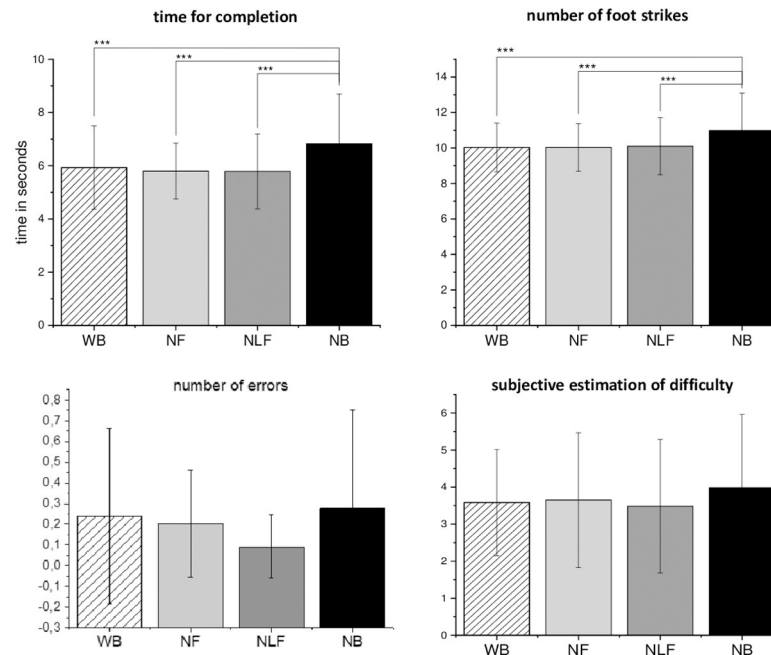 time for completion
time in seconds
10
8
6
4
2
0
***
***
***
WB
NF
NLF
NB
number of foot strikes
14
12
10
8
6
4
2
0
***
***
***
WB
NF
NLF
NB
number of errors
0,8
0,7
0,6
0,5
0,4
0,3
0,2
0,1
0,0
-0,1
-0,2
-0,3
WB
NF
NLF
NB
subjective estimation of difficulty
6
5
4
3
2
1
0
WB
NF
NLF
NB